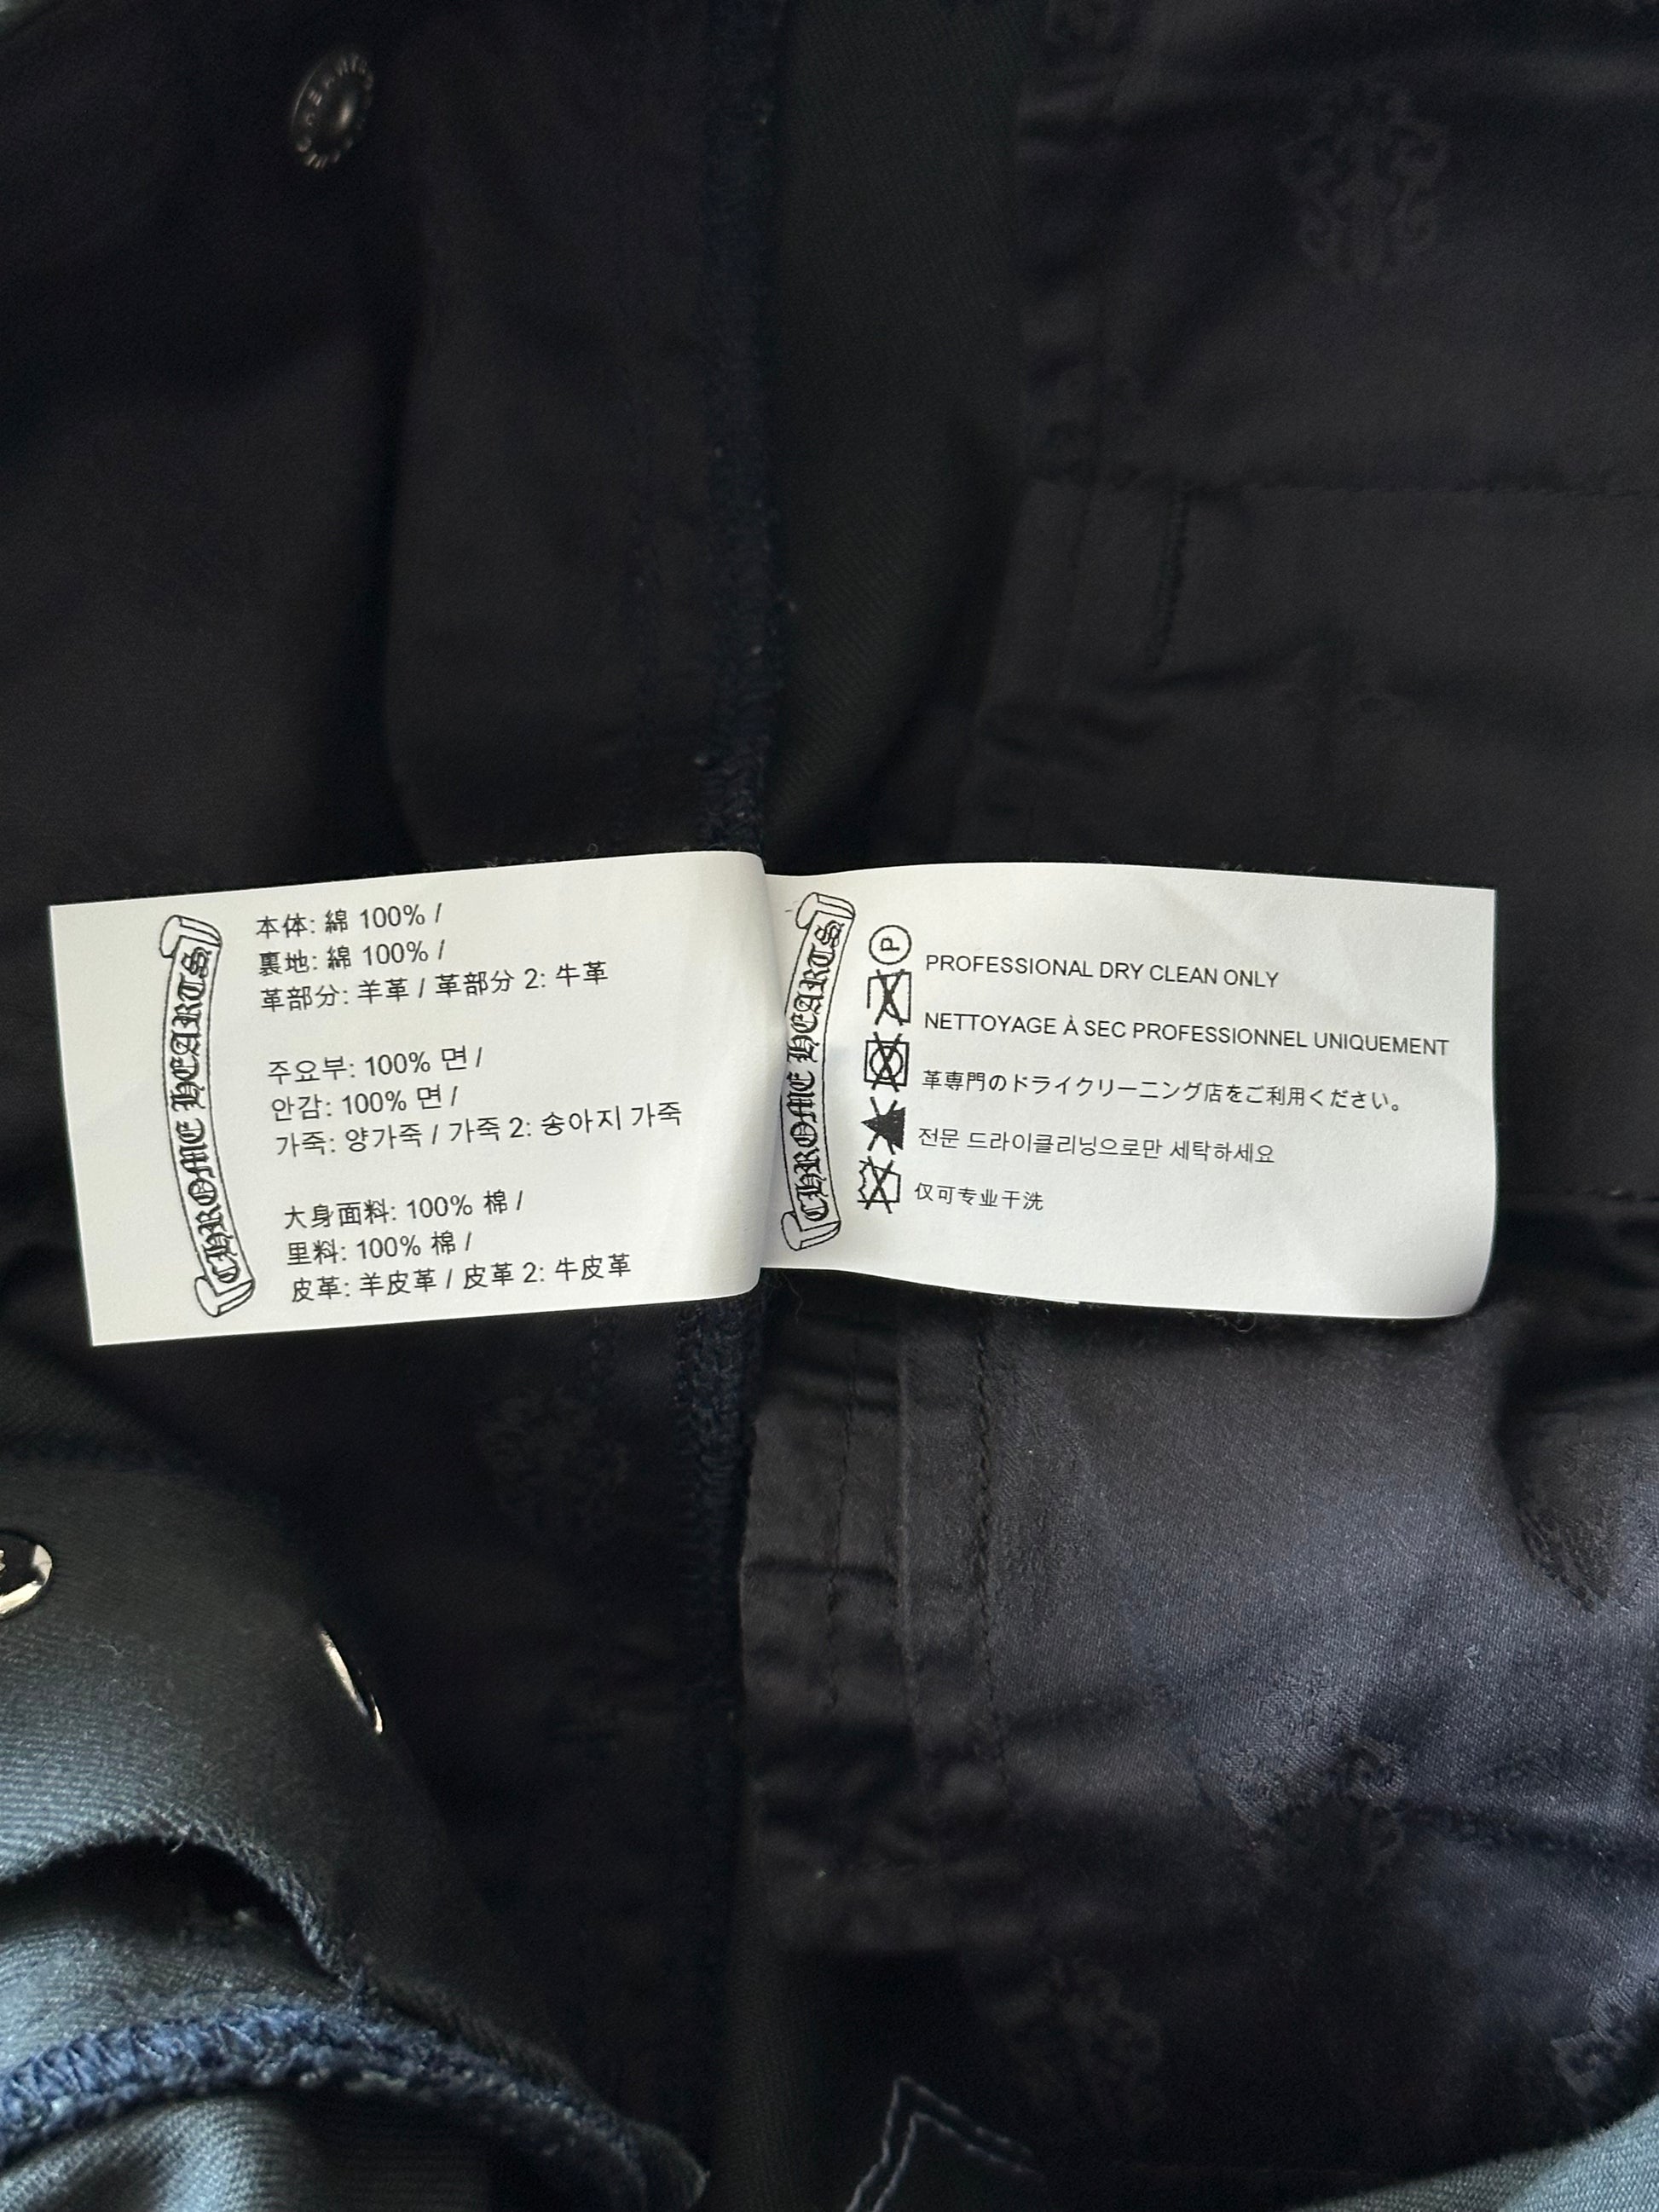 CHROME HEARTS
本体: 綿 100% /
裏地: 綿 100% /
革部分: 羊革 / 革部分 2: 牛革
주요부: 100% 면 /
안감: 100% 면 /
가죽: 양가죽 / 가죽 2: 송아지 가죽
大身面料: 100% 棉 /
里料: 100% 棉 /
皮革: 羊皮革 / 皮革 2: 牛皮革
CHROME HEARTS
P
PROFESSIONAL DRY CLEAN ONLY
NETTOYAGE À SEC PROFESSIONNEL UNIQUEMENT
革専門のドライクリーニング店をご利用ください。
전문 드라이클리닝으로만 세탁하세요
仅可专业干洗